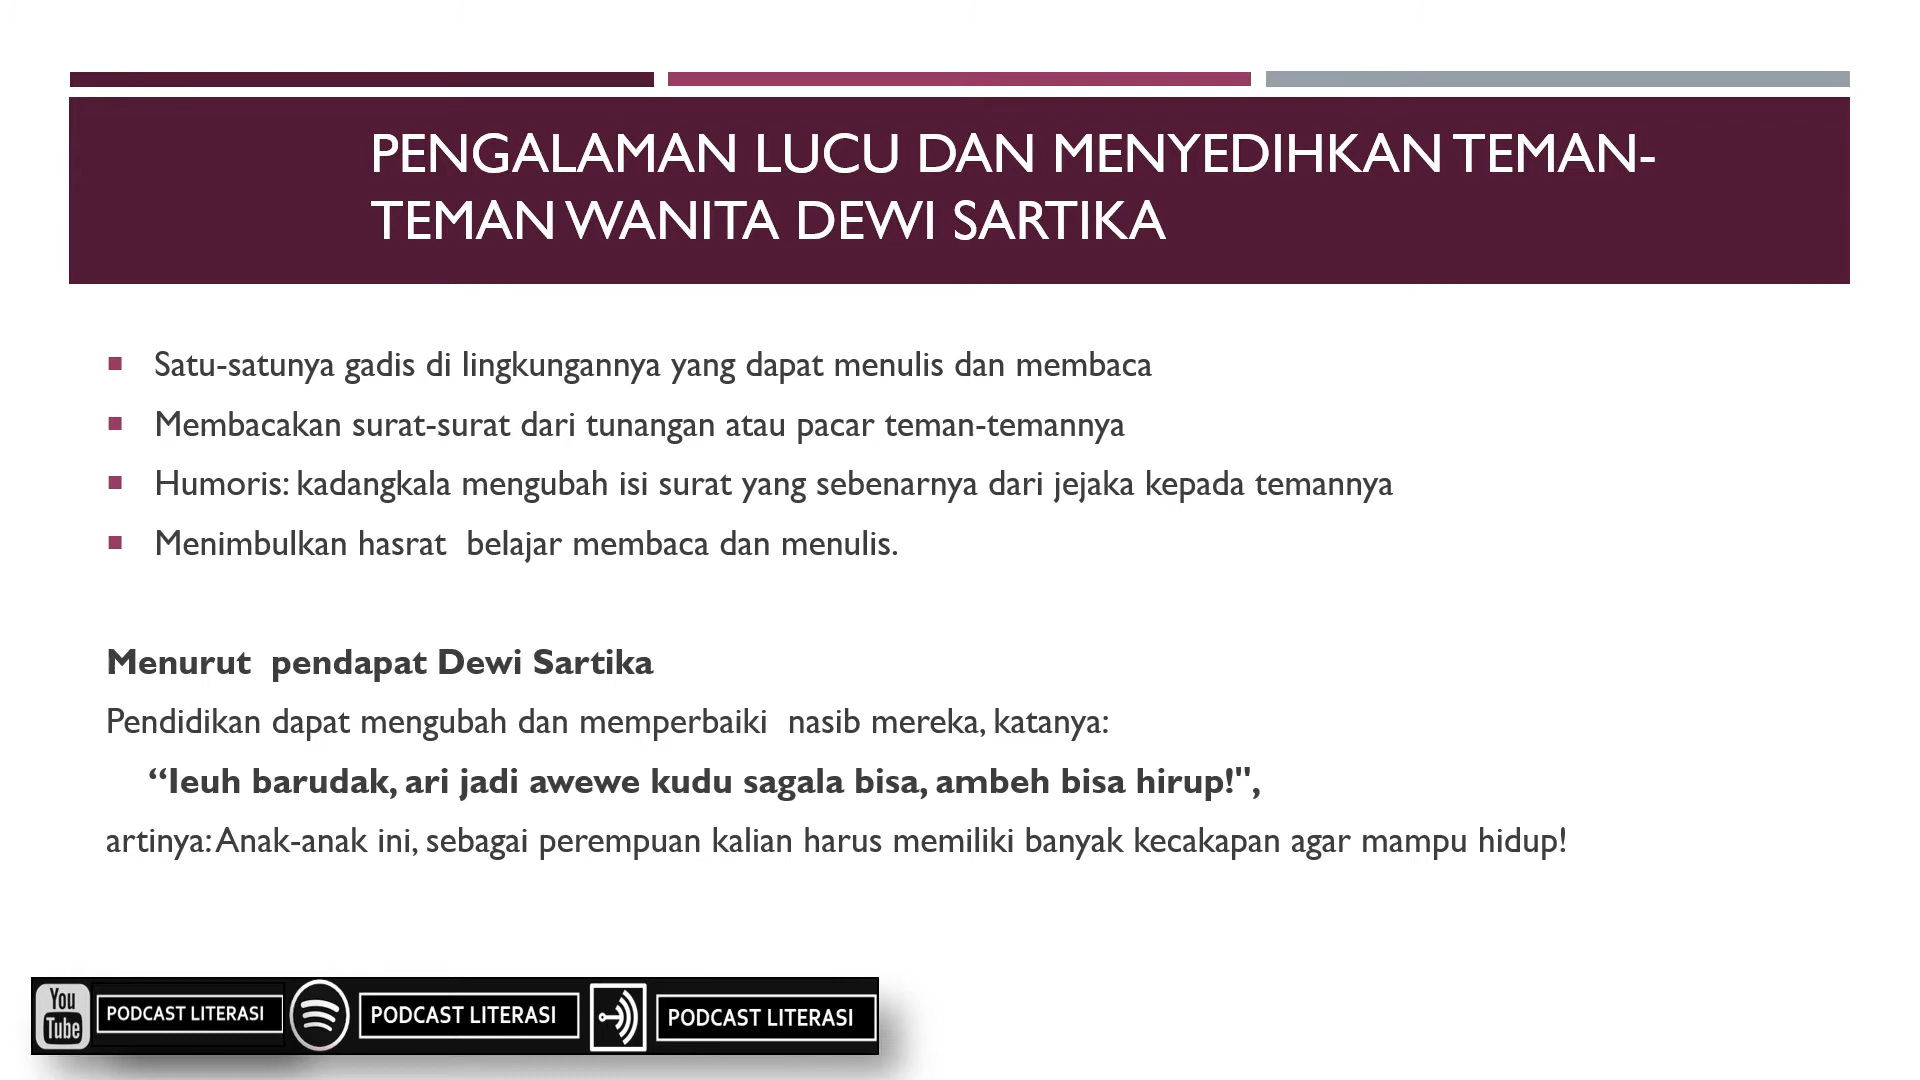 PENGALAMAN LUCU DAN MENYEDIHKAN TEMAN-
TEMAN WANITA DEWI SARTIKA
Satu-satunya gadis di lingkungannya yang dapat menulis dan membaca
Membacakan surat-surat dari tunangan atau pacar teman-temannya
Humoris: kadangkala mengubah isi surat yang sebenarnya dari jejaka kepada temannya
Menimbulkan hasrat  belajar membaca dan menulis.
Menurut  pendapat Dewi Sartika
Pendidikan dapat mengubah dan memperbaiki  nasib mereka, katanya:
“Ieuh barudak, ari jadi awewe kudu sagala bisa, ambeh bisa hirup!",
artinya: Anak-anak ini, sebagai perempuan kalian harus memiliki banyak kecakapan agar mampu hidup!
You Tube PODCAST LITERASI PODCAST LITERASI PODCAST LITERASI